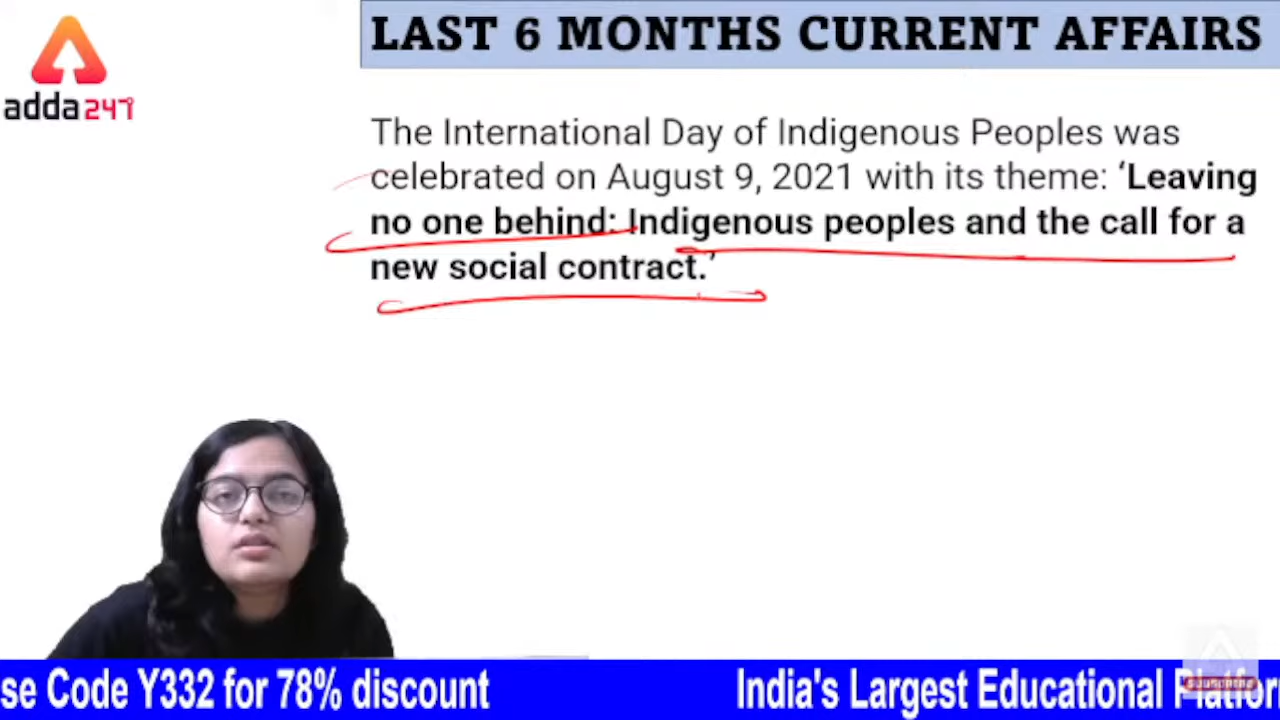 LAST 6 MONTHS CURRENT AFFAIRS
adda247
The International Day of Indigenous Peoples was
celebrated on August 9, 2021 with its theme: ‘Leaving
no one behind: Indigenous peoples and the call for a
new social contract.’
SUBSCRIBE
se Code Y332 for 78% discount India's Largest Educational Platfor